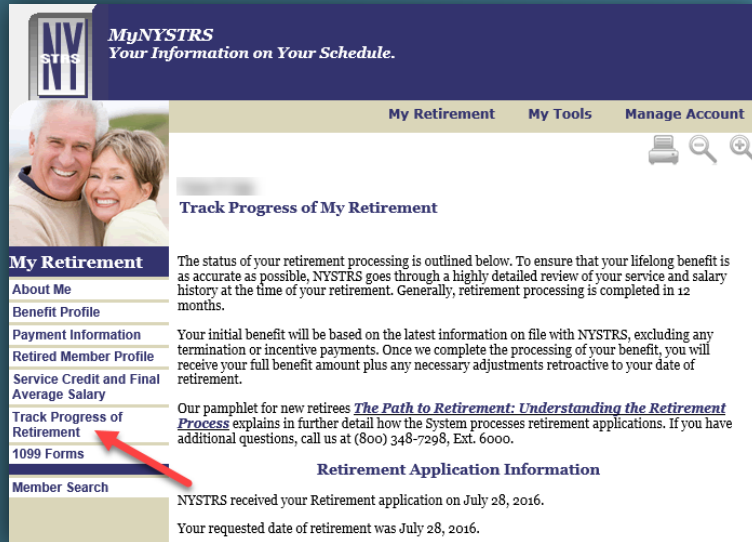 NY
STRS
MyNYSTRS
Your Information on Your Schedule.
My Retirement My Tools Manage Account
Track Progress of My Retirement
My Retirement
About Me
Benefit Profile
Payment Information
Retired Member Profile
Service Credit and Final
Average Salary
Track Progress of
Retirement
1099 Forms
Member Search
The status of your retirement processing is outlined below. To ensure that your lifelong benefit is
as accurate as possible, NYSTRS goes through a highly detailed review of your service and salary
history at the time of your retirement. Generally, retirement processing is completed in 12
months.
Your initial benefit will be based on the latest information on file with NYSTRS, excluding any
termination or incentive payments. Once we complete the processing of your benefit, you will
receive your full benefit amount plus any necessary adjustments retroactive to your date of
retirement.
Our pamphlet for new retirees The Path to Retirement: Understanding the Retirement
Process explains in further detail how the System processes retirement applications. If you have
additional questions, call us at (800) 348-7298, Ext. 6000.
Retirement Application Information
NYSTRS received your Retirement application on July 28, 2016.
Your requested date of retirement was July 28, 2016.